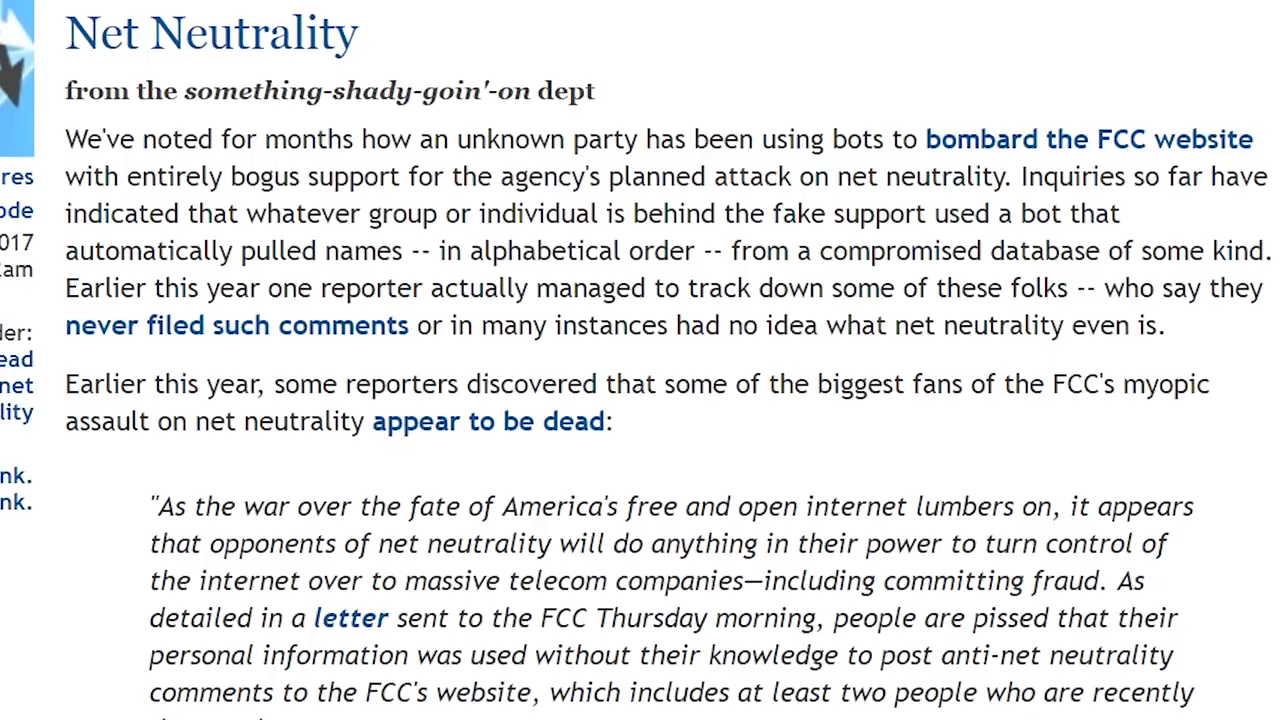 Net Neutrality
from the something-shady-goin'-on dept
We've noted for months how an unknown party has been using bots to bombard the FCC website
with entirely bogus support for the agency's planned attack on net neutrality. Inquiries so far have
indicated that whatever group or individual is behind the fake support used a bot that
automatically pulled names -- in alphabetical order -- from a compromised database of some kind.
Earlier this year one reporter actually managed to track down some of these folks -- who say they
never filed such comments or in many instances had no idea what net neutrality even is.
Earlier this year, some reporters discovered that some of the biggest fans of the FCC's myopic
assault on net neutrality appear to be dead:
"As the war over the fate of America's free and open internet lumbers on, it appears
that opponents of net neutrality will do anything in their power to turn control of
the internet over to massive telecom companies—including committing fraud. As
detailed in a letter sent to the FCC Thursday morning, people are pissed that their
personal information was used without their knowledge to post anti-net neutrality
comments to the FCC's website, which includes at least two people who are recently
res
ode
017
am
der:
ead
net
lity
nk.
nk.